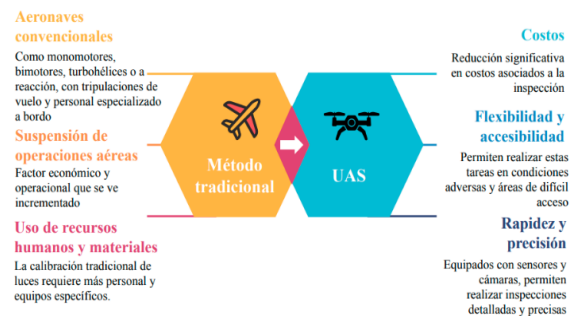 Aeronaves
convencionales
Como monomotores,
bimotores, turbohélices o a
reacción, con tripulaciones de
vuelo y personal especializado
a bordo
Suspensión de
operaciones aéreas
Factor económico y
operacional que se ve
incrementado
Uso de recursos
humanos y materiales
La calibración tradicional de
luces requiere más personal y
equipos específicos.
Método
tradicional
UAS
Costos
Reducción significativa
en costos asociados a la
inspección
Flexibilidad y
accesibilidad
Permiten realizar estas
tareas en condiciones
adversas y áreas de difícil
acceso
Rapidez y
precisión
Equipados con sensores y
cámaras, permiten
realizar inspecciones
detalladas y precisas